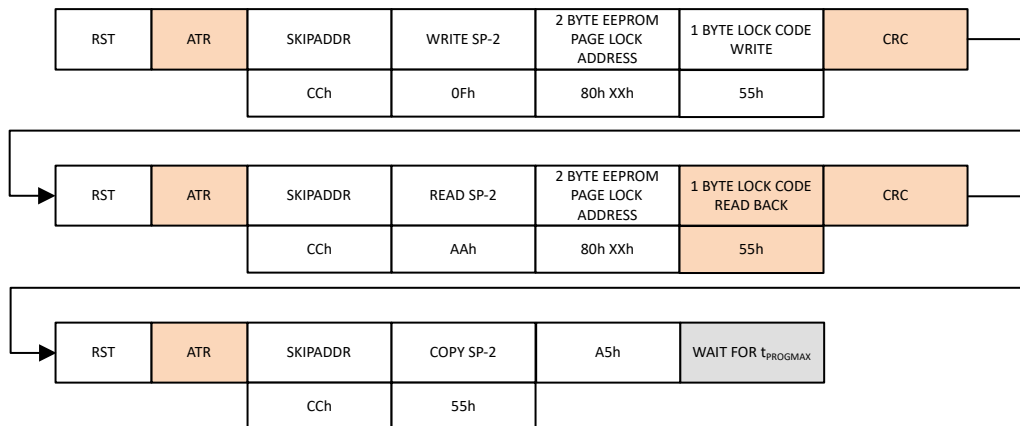 RST
ATR
SKIPADDR
WRITE SP-2
2 BYTE EEPROM
PAGE LOCK
ADDRESS
1 BYTE LOCK CODE
WRITE
CRC
CCh
0Fh
80h XXh
55h
RST
ATR
SKIPADDR
READ SP-2
2 BYTE EEPROM
PAGE LOCK
ADDRESS
1 BYTE LOCK CODE
READ BACK
CRC
CCh
AAh
80h XXh
55h
RST
ATR
SKIPADDR
COPY SP-2
A5h
WAIT FOR tPROGMAX
CCh
55h